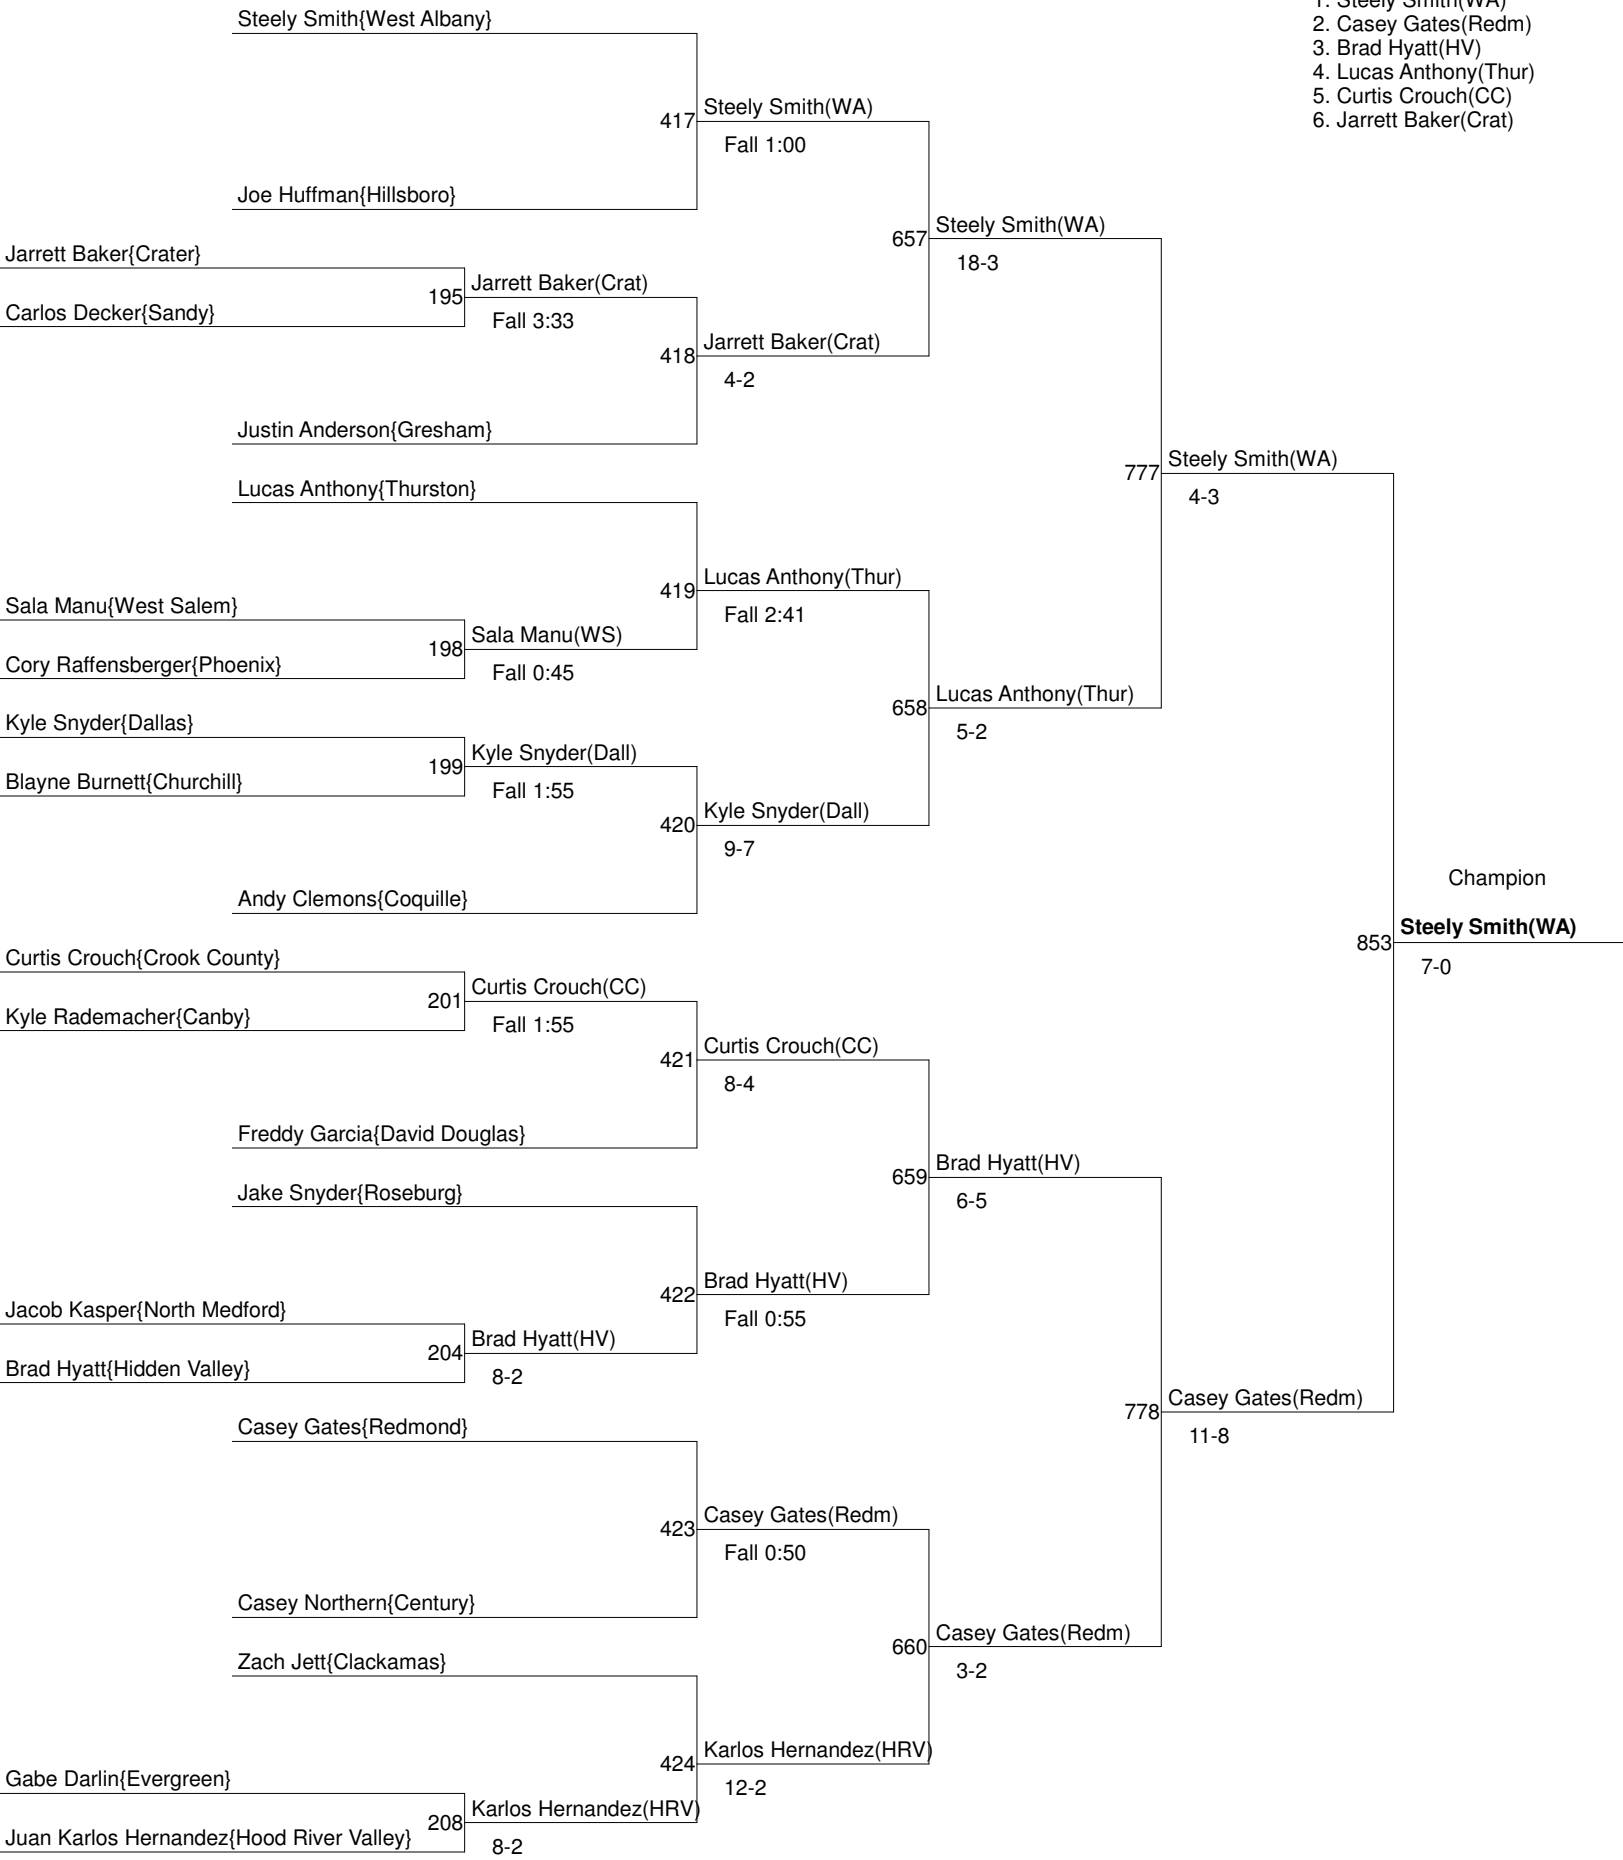 1. Steely Smith(WA)
2. Casey Gates(Redm)
3. Brad Hyatt(HV)
4. Lucas Anthony(Thur)
5. Curtis Crouch(CC)
6. Jarrett Baker(Crat)
Steely Smith{West Albany}
417
Steely Smith(WA)
Fall 1:00
Joe Huffman{Hillsboro}
657
Steely Smith(WA)
18-3
Jarrett Baker{Crater}
195
Jarrett Baker(Crat)
Fall 3:33
Carlos Decker{Sandy}
418
Jarrett Baker(Crat)
4-2
Justin Anderson{Gresham}
777
Steely Smith(WA)
4-3
Lucas Anthony{Thurston}
419
Lucas Anthony(Thur)
Fall 2:41
Sala Manu{West Salem}
198
Sala Manu(WS)
Fall 0:45
Cory Raffensberger{Phoenix}
658
Lucas Anthony(Thur)
5-2
Kyle Snyder{Dallas}
199
Kyle Snyder(Dall)
Fall 1:55
Blayne Burnett{Churchill}
420
Kyle Snyder(Dall)
9-7
Andy Clemons{Coquille}
Champion
853
Steely Smith(WA)
7-0
Curtis Crouch{Crook County}
201
Curtis Crouch(CC)
Fall 1:55
Kyle Rademacher{Canby}
421
Curtis Crouch(CC)
8-4
Freddy Garcia{David Douglas}
659
Brad Hyatt(HV)
6-5
Jake Snyder{Roseburg}
422
Brad Hyatt(HV)
Fall 0:55
Jacob Kasper{North Medford}
204
Brad Hyatt(HV)
8-2
Brad Hyatt{Hidden Valley}
778
Casey Gates(Redm)
11-8
Casey Gates{Redmond}
423
Casey Gates(Redm)
Fall 0:50
Casey Northern{Century}
660
Casey Gates(Redm)
3-2
Zach Jett{Clackamas}
424
Karlos Hernandez(HRV)
12-2
Gabe Darlin{Evergreen}
208
Karlos Hernandez(HRV)
8-2
Juan Karlos Hernandez{Hood River Valley}